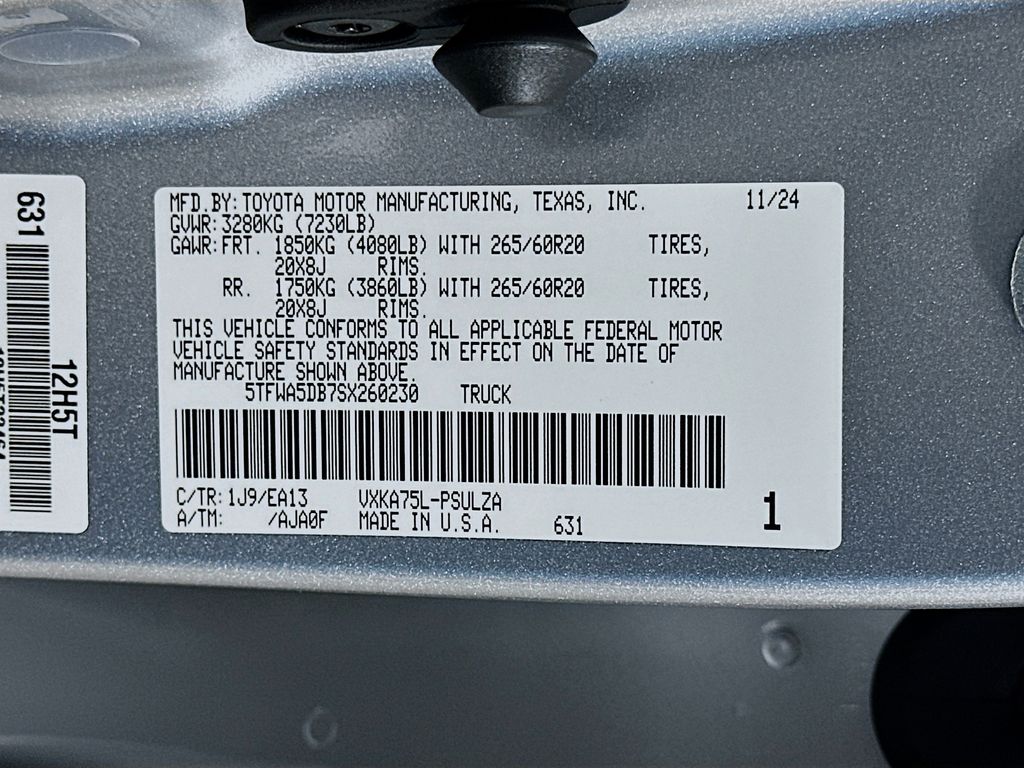 631
12H5T
MFD.BY: TOYOTA MOTOR MANUFACTURING, TEXAS, INC. 11/24
GVWR: 3280KG (7230LB)
GAWR: FRT. 1850KG (4080LB) WITH 265/60R20 TIRES,
20X8J RIMS.
RR. 1750KG (3860LB) WITH 265/60R20 TIRES,
20X8J RIMS.
THIS VEHICLE CONFORMS TO ALL APPLICABLE FEDERAL MOTOR
VEHICLE SAFETY STANDARDS IN EFFECT ON THE DATE OF
MANUFACTURE SHOWN ABOVE.
5TFWA5DB7SX260230 TRUCK
C/TR: 1J9/EA13 VXKA75L-PSULZA
A/TM: /AJA0F MADE IN U.S.A. 631 1